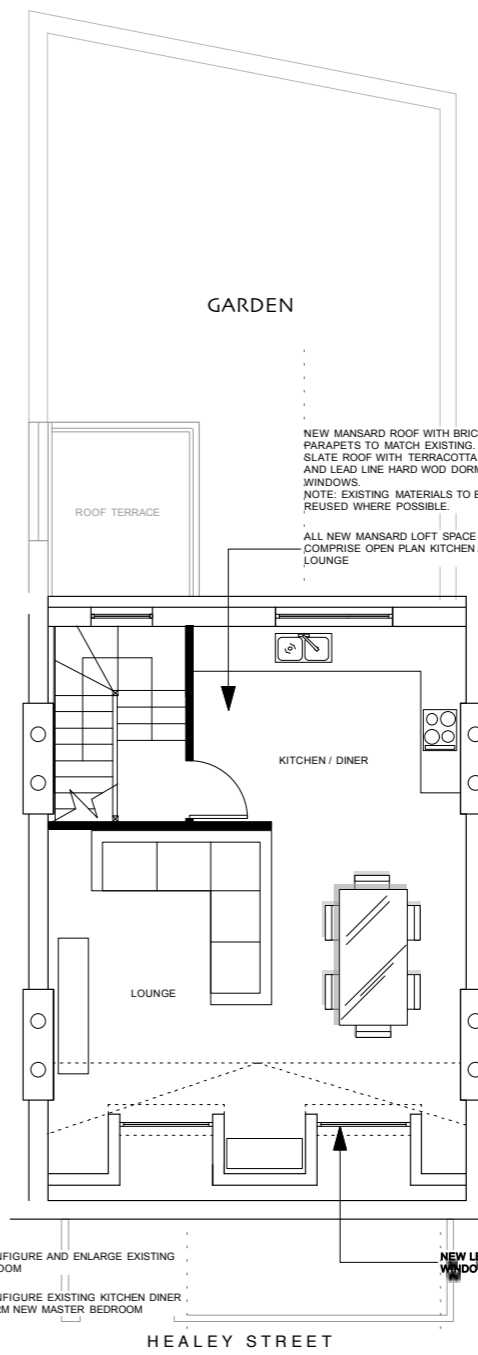 GARDEN
NEW MANSARD ROOF WITH BRIC
PARAPETS TO MATCH EXISTING.
SLATE ROOF WITH TERRACOTTA
AND LEAD LINE HARD WOD DORM
WINDOWS.
NOTE: EXISTING MATERIALS TO B
REUSED WHERE POSSIBLE.
ROOF TERRACE
ALL NEW MANSARD LOFT SPACE
COMPRISE OPEN PLAN KITCHEN
LOUNGE
KITCHEN / DINER
LOUNGE
NFIGURE AND ENLARGE EXISTING
OOM
NFIGURE EXISTING KITCHEN DINER
RM NEW MASTER BEDROOM
NEW LE
WINDO
HEALEY STREET